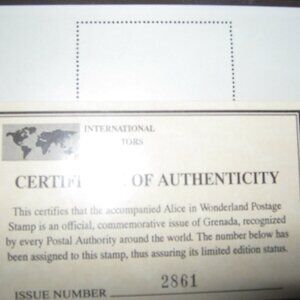 INTERNATIONAL
TORS
CERTIFI OF AUTHENTICITY
This certifies that the accompanied Alice in Wonderland Postage
Stamp is an official, commemorative issue of Grenada, recognized
by every Postal Authority around the world. The number below has
been assigned to this stamp, thus assuring its limited edition status.
2861
ISSUE NUMBER